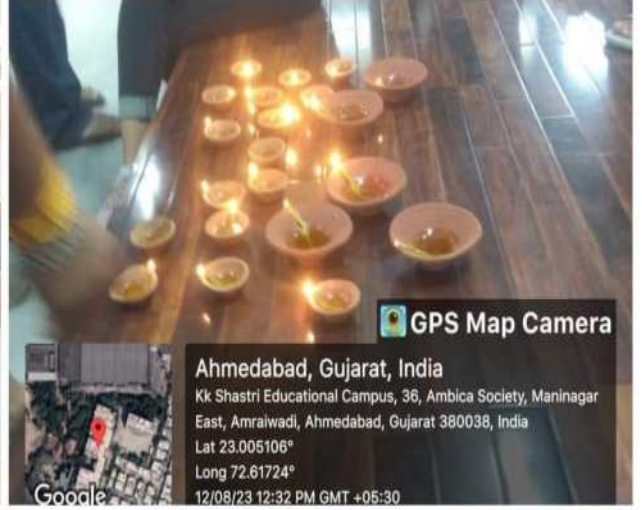 GPS Map Camera
Ahmedabad, Gujarat, India
Kk Shastri Educational Campus, 36, Ambica Society, Maninagar
East, Amraiwadi, Ahmedabad, Gujarat 380038, India
Lat 23.005106°
Long 72.61724°
12/08/23 12:32 PM GMT +05:30
Google